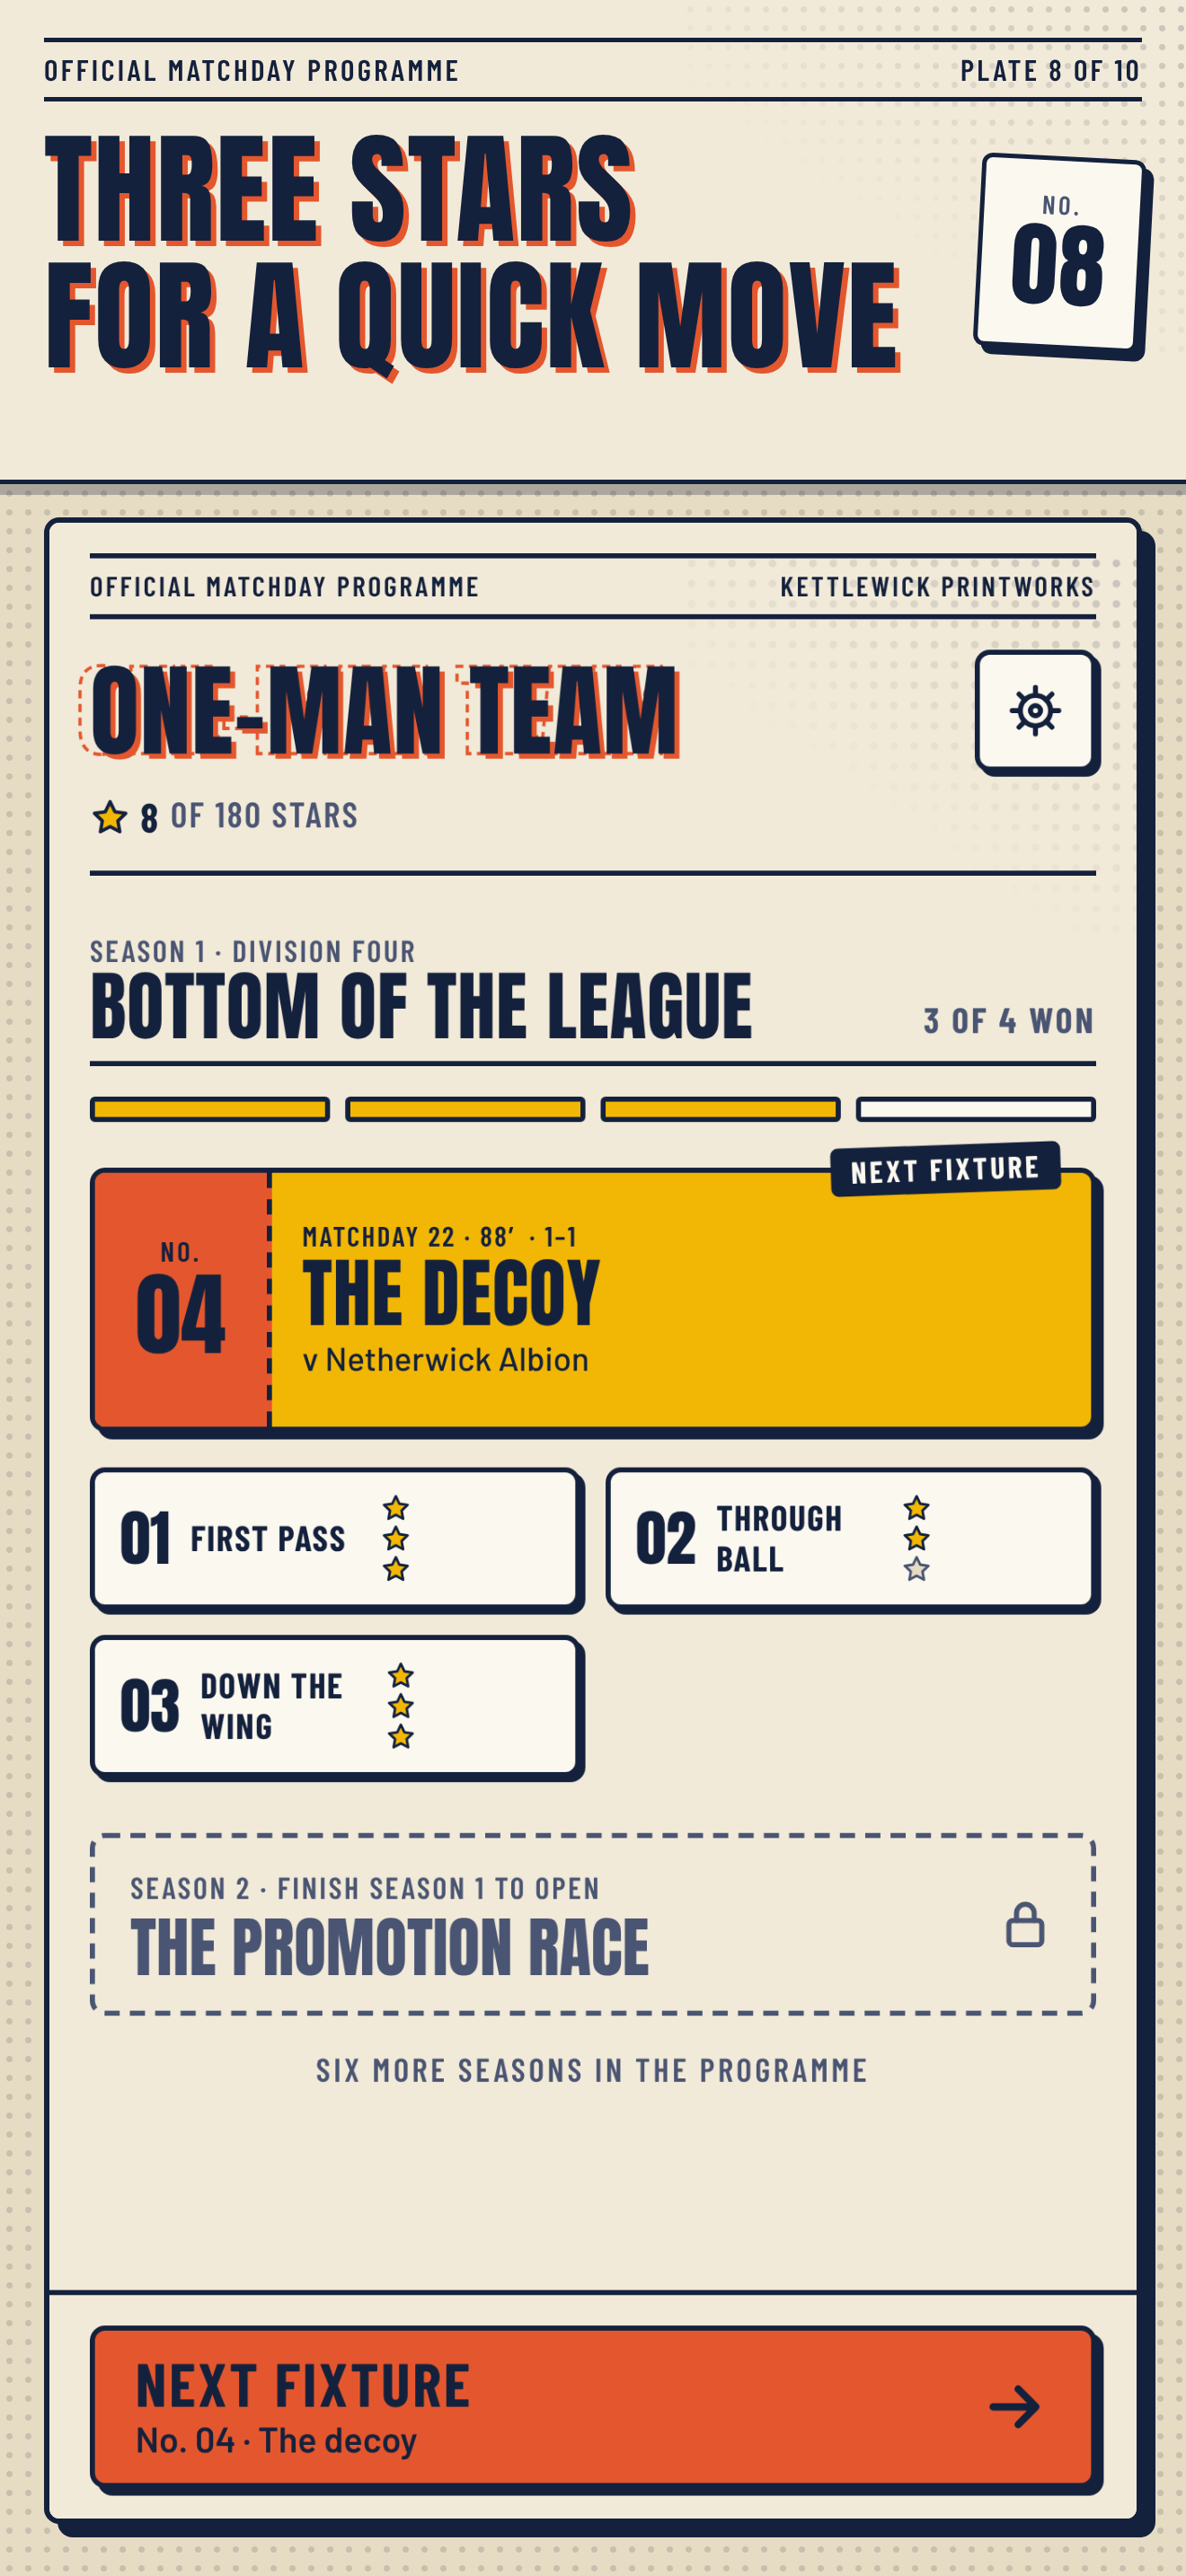 OFFICIAL MATCHDAY PROGRAMME
PLATE 8 OF 10
THREE STARS
FOR A QUICK MOVE
NO.
08
OFFICIAL MATCHDAY PROGRAMME
KETTLEWICK PRINTWORKS
ONE-MAN TEAM
8 OF 180 STARS
SEASON 1 · DIVISION FOUR
BOTTOM OF THE LEAGUE
3 OF 4 WON
NEXT FIXTURE
NO.
04
MATCHDAY 22 · 88′ · 1–1
THE DECOY
v Netherwick Albion
01 FIRST PASS
02 THROUGH
BALL
03 DOWN THE
WING
SEASON 2 · FINISH SEASON 1 TO OPEN
THE PROMOTION RACE
SIX MORE SEASONS IN THE PROGRAMME
NEXT FIXTURE
No. 04 · The decoy